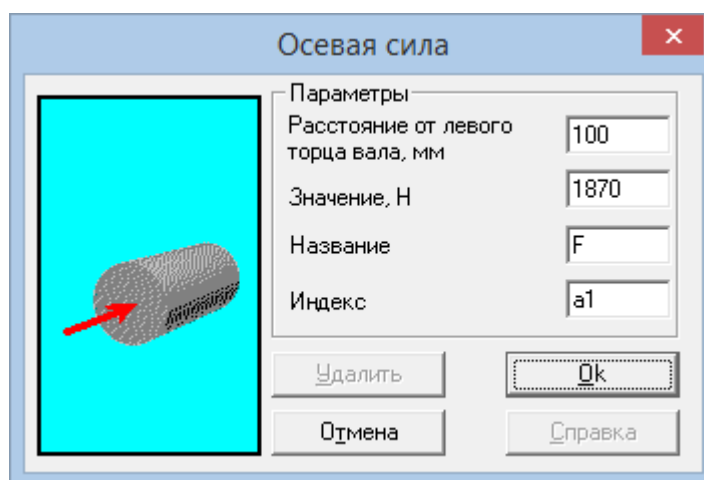 Осевая сила
Параметры
Расстояние от левого
торца вала, мм
100
Значение, Н
1870
Название
F
Индекс
a1
Удалить
Ok
Отмена
Справка